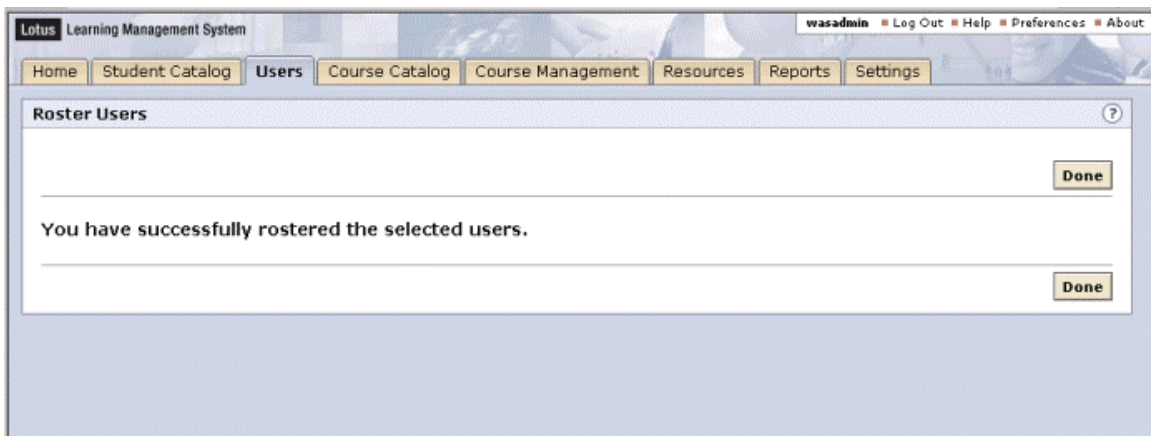 Lotus Learning Management System
wasadmin Log Out Help Preferences About
Home Student Catalog Users Course Catalog Course Management Resources Reports Settings
Roster Users ?
Done
You have successfully rostered the selected users.
Done